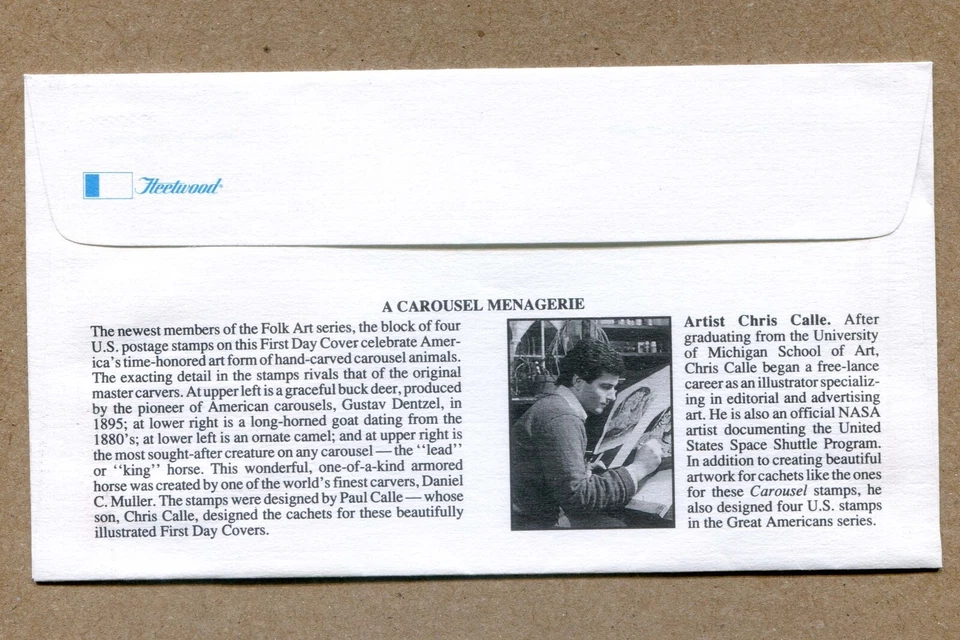 Fleetwood®
A CAROUSEL MENAGERIE
The newest members of the Folk Art series, the block of four
U.S. postage stamps on this First Day Cover celebrate Amer-
ica's time-honored art form of hand-carved carousel animals.
The exacting detail in the stamps rivals that of the original
master carvers. At upper left is a graceful buck deer, produced
by the pioneer of American carousels, Gustav Dentzel, in
1895; at lower right is a long-horned goat dating from the
1880's; at lower left is an ornate camel; and at upper right is
the most sought-after creature on any carousel — the "lead"
or "king" horse. This wonderful, one-of-a-kind armored
horse was created by one of the world's finest carvers, Daniel
C. Muller. The stamps were designed by Paul Calle — whose
son, Chris Calle, designed the cachets for these beautifully
illustrated First Day Covers.
Artist Chris Calle. After
graduating from the University
of Michigan School of Art,
Chris Calle began a free-lance
career as an illustrator specializ-
ing in editorial and advertising
art. He is also an official NASA
artist documenting the United
States Space Shuttle Program.
In addition to creating beautiful
artwork for cachets like the ones
for these Carousel stamps, he
also designed four U.S. stamps
in the Great Americans series.